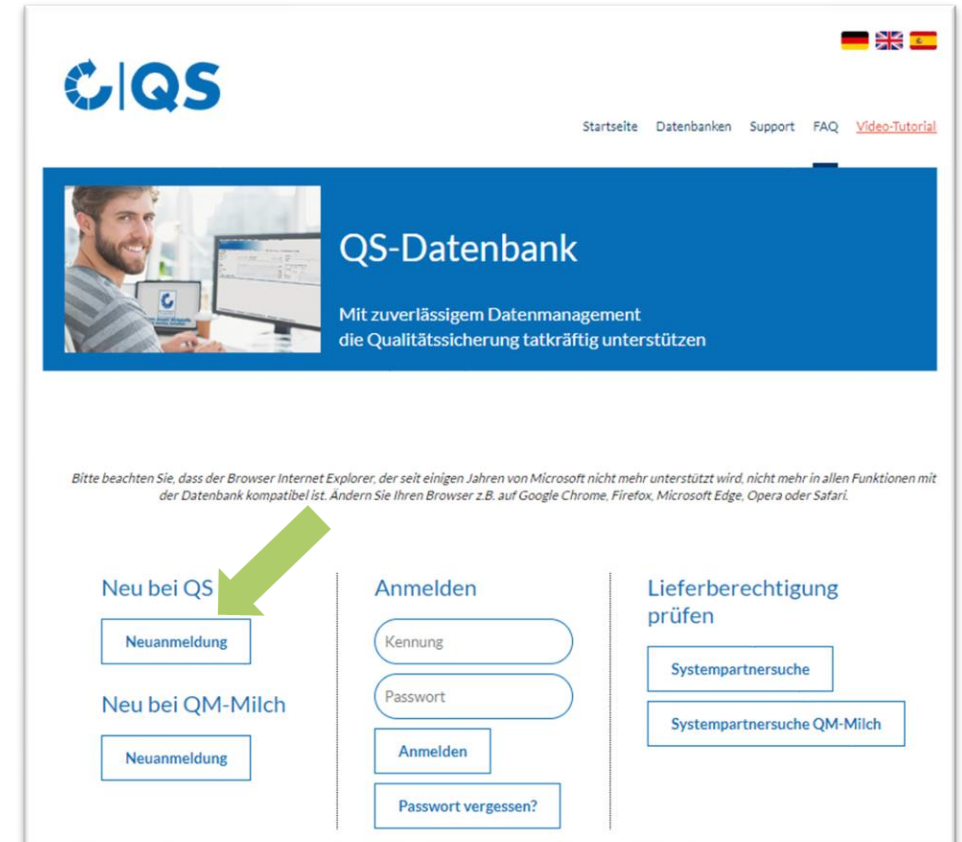 QS
Startseite Datenbanken Support FAQ Video-Tutorial
QS-Datenbank
Mit zuverlässigem Datenmanagement
die Qualitätssicherung tatkräftig unterstützen
Bitte beachten Sie, dass der Browser Internet Explorer, der seit einigen Jahren von Microsoft nicht mehr unterstützt wird, nicht mehr in allen Funktionen mit
der Datenbank kompatibel ist. Ändern Sie Ihren Browser z.B. auf Google Chrome, Firefox, Microsoft Edge, Opera oder Safari.
Neu bei QS
Neuanmeldung
Neu bei QM-Milch
Neuanmeldung
Anmelden
Kennung
Passwort
Anmelden
Passwort vergessen?
Lieferberechtigung
prüfen
Systempartnersuche
Systempartnersuche QM-Milch